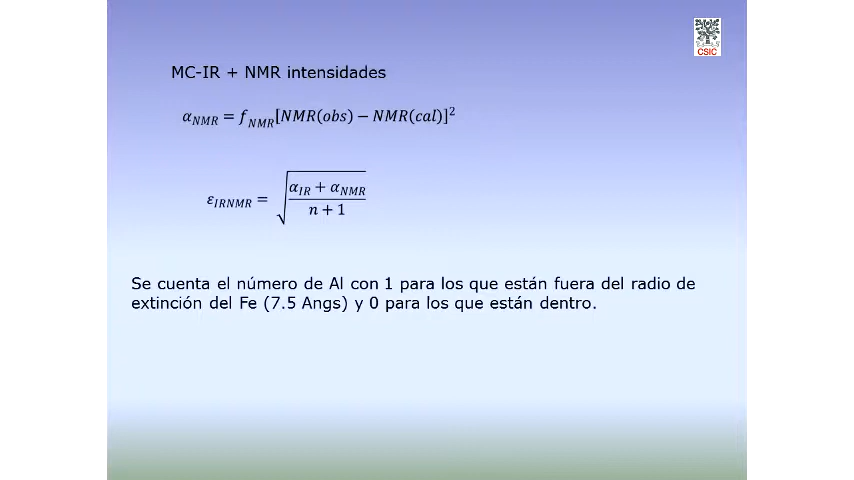 CSIC
MC-IR + NMR intensidades
α_NMR = f_NMR[NMR(obs) − NMR(cal)]²
ε_IRNMR = √((α_IR + α_NMR)/(n + 1))
Se cuenta el número de Al con 1 para los que están fuera del radio de
extinción del Fe (7.5 Angs) y 0 para los que están dentro.